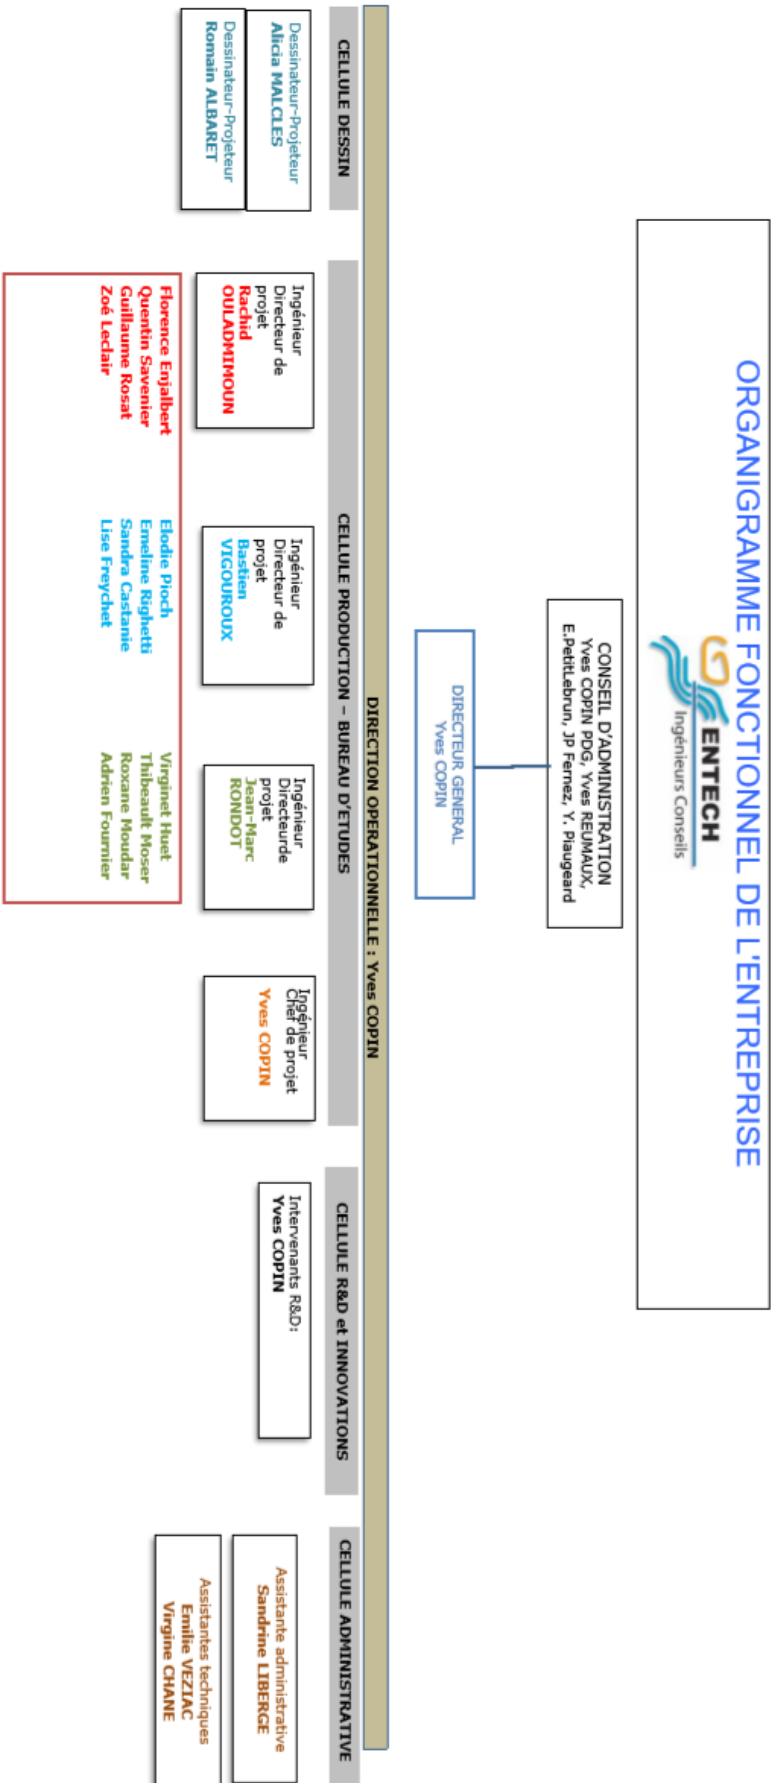 ORGANIGRAMME FONCTIONNEL DE L'ENTREPRISE
ENTECH
Ingénieurs Conseils
CONSEIL D'ADMINISTRATION
Yves COPIN PDG, Yves REUMAUX,
E.PetitLebrun, JP Fernez, Y. Piaugeard
DIRECTEUR GENERAL
Yves COPIN
DIRECTION OPERATIONNELLE : Yves COPIN
CELLULE DESSIN
Dessinateur-Projeteur
Alicia MALCLES
Dessinateur-Projeteur
Romain ALBARET
CELLULE PRODUCTION – BUREAU D'ETUDES
Ingénieur
Directeur de
projet
Rachid
OULADMIMOUN
Ingénieur
Directeur de
projet
Bastien
VIGOUROUX
Ingénieur
Directeurde
projet
Jean-Marc
RONDOT
Ingénieur
Chef de projet
Yves COPIN
Florence Enjalbert
Quentin Savenier
Guillaume Rosat
Zoé Leclair
Elodie Pioch
Emeline Righetti
Sandra Castanie
Lise Freychet
Virginet Huet
Thibeault Moser
Roxane Moudar
Adrien Fournier
CELLULE R&D et INNOVATIONS
Intervenants R&D:
Yves COPIN
CELLULE ADMINISTRATIVE
Assistante administrative
Sandrine LIBERGE
Assistantes techniques
Emilie VEZIAC
Virgine CHANE